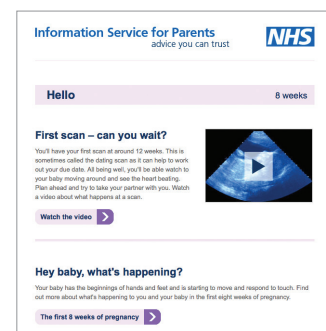 Information Service for Parents
advice you can trust
NHS
Hello
8 weeks
First scan – can you wait?
You'll have your first scan at around 12 weeks. This is
sometimes called the dating scan as it can help to work
out your due date. All being well, you'll be able watch to
your baby moving around and see the heart beating.
Plan ahead and try to take your partner with you. Watch
a video about what happens at a scan.
Watch the video
Hey baby, what's happening?
Your baby has the beginnings of hands and feet and is starting to move and respond to touch. Find
out more about what's happening to you and your baby in the first eight weeks of pregnancy.
The first 8 weeks of pregnancy